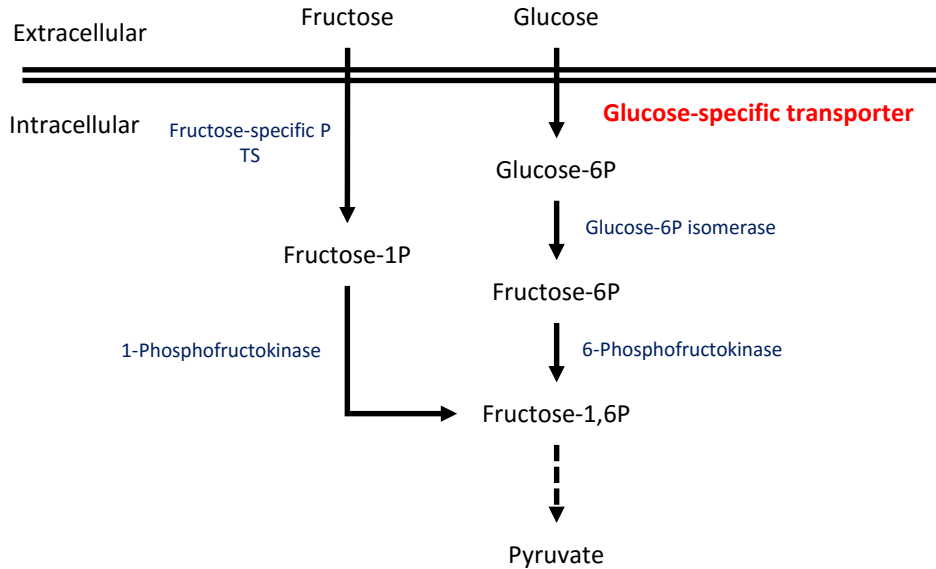 Fructose
Glucose
Extracellular
Intracellular
Fructose-specific P
TS
Glucose-specific transporter
Glucose-6P
Glucose-6P isomerase
Fructose-1P
Fructose-6P
1-Phosphofructokinase
6-Phosphofructokinase
Fructose-1,6P
Pyruvate